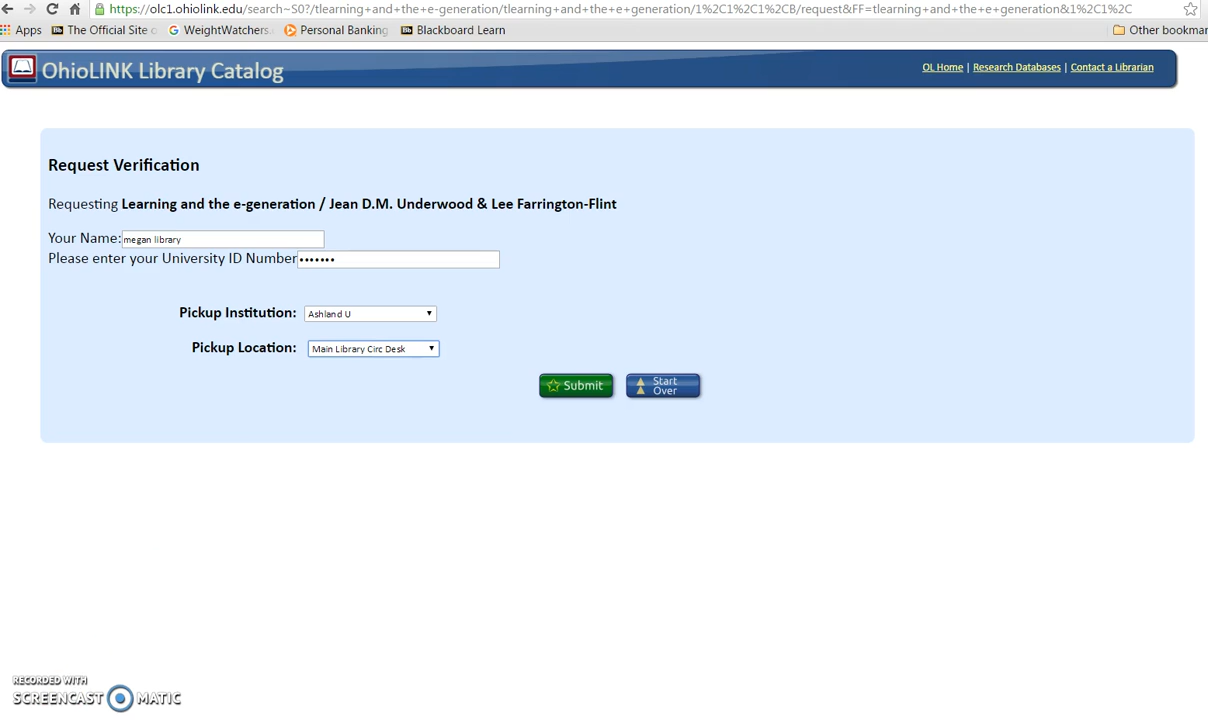 https://olc1.ohiolink.edu/search~S0?/tlearning+and+the+e-generation/tlearning+and+the+e+generation/1%2C1%2C1%2CB/request&FF=tlearning+and+the+e+generation&1%2C1%2C
Apps The Official Site o WeightWatchers. Personal Banking Blackboard Learn Other bookmar
OhioLINK Library Catalog
OL Home | Research Databases | Contact a Librarian
Request Verification
Requesting Learning and the e-generation / Jean D.M. Underwood & Lee Farrington-Flint
Your Name: megan library
Please enter your University ID Number •••••••
Pickup Institution: Ashland U
Pickup Location: Main Library Circ Desk
Submit Start Over
RECORDED WITH
SCREENCAST MATIC